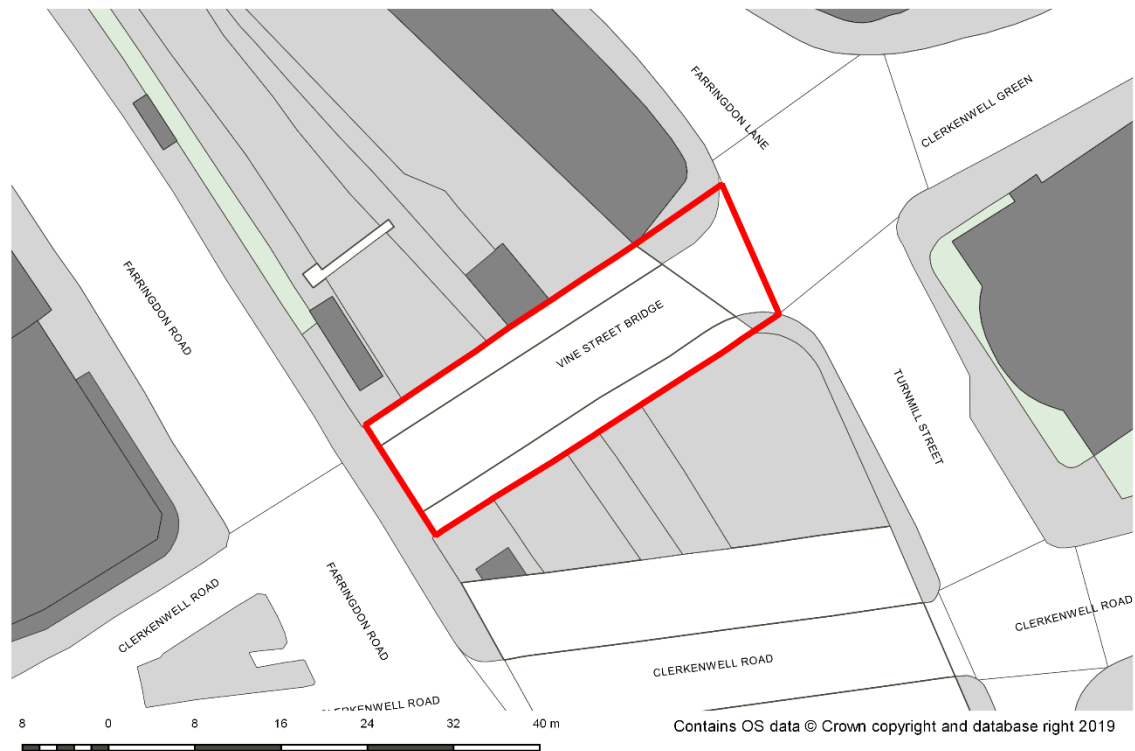 FARRINGDON LANE
CLERKENWELL GREEN
FARRINGDON ROAD
VINE STREET BRIDGE
TURNMILL STREET
CLERKENWELL ROAD
FARRINGDON ROAD
CLERKENWELL ROAD
CLERKENWELL ROAD
CLERKENWELL ROAD
8 0 8 16 24 32 40 m
Contains OS data © Crown copyright and database right 2019